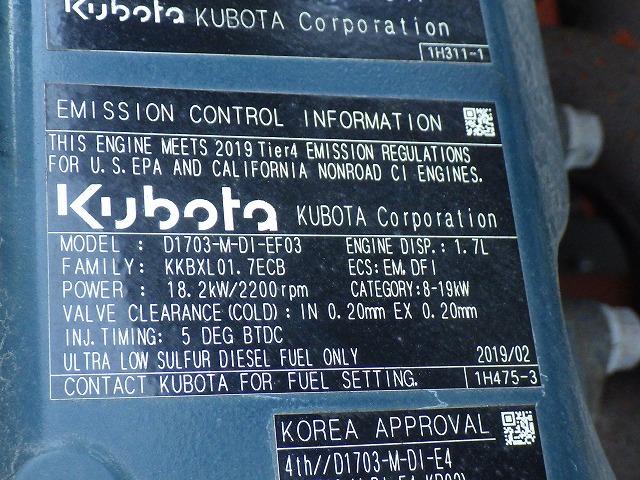 Kubota KUBOTA Corporation
1H311-1
EMISSION CONTROL INFORMATION
THIS ENGINE MEETS 2019 Tier4 EMISSION REGULATIONS
FOR U.S.EPA AND CALIFORNIA NONROAD CI ENGINES.
Kubota KUBOTA Corporation
MODEL : D1703-M-DI-EF03 ENGINE DISP.: 1.7L
FAMILY: KKBXL01.7ECB ECS:EM,DFI
POWER : 18.2kW/2200rpm CATEGORY:8-19kW
VALVE CLEARANCE(COLD): IN 0.20mm EX 0.20mm
INJ.TIMING: 5 DEG BTDC
ULTRA LOW SULFUR DIESEL FUEL ONLY 2019/02
CONTACT KUBOTA FOR FUEL SETTING. 1H475-3
KOREA APPROVAL
4th//D1703-M-DI-E4